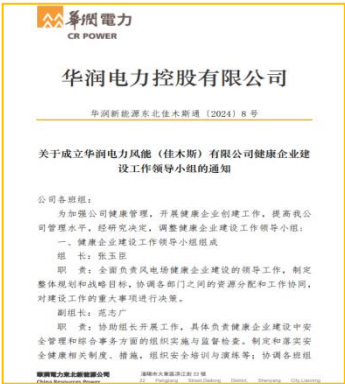 華潤電力
CR POWER
华润电力控股有限公司
华润新能源东北佳木斯通〔2024〕8 号
关于成立华润电力风能（佳木斯）有限公司健康企业建
设工作领导小组的通知
公司各班组：
为加强公司健康管理，开展健康企业创建工作，提高我公
司管理水平，经研究决定，调整健康企业建设工作领导小组：
一、健康企业建设工作领导小组组成
组 长：张玉臣
职 责：全面负责风电场健康企业建设的领导工作，制定
整体规划和战略目标，协调各部门之间的资源分配和工作协同，
对建设工作的重大事项进行决策。
副组长：范志广
职 责：协助组长开展工作，具体负责健康企业建设中安
全管理和综合事务方面的组织实施与监督检查。制定和落实安
全健康相关制度、措施，组织安全培训与演练等；协调各班组
華潤電力東北新能源公司
China Resources Power
22 Pengjiang Street,Dadong District, Shenyang City,Liaoning